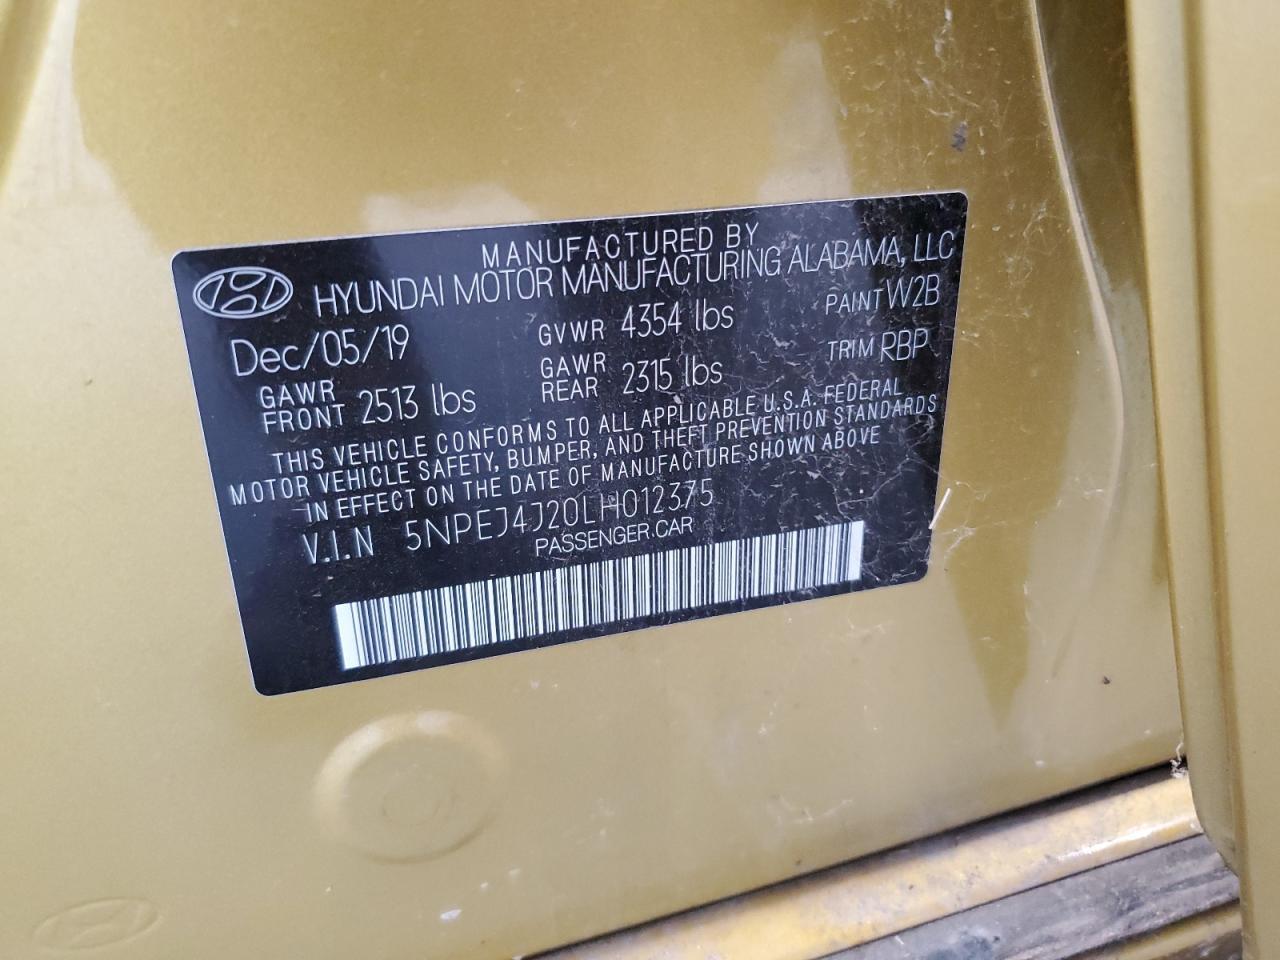 MANUFACTURED BY
HYUNDAI MOTOR MANUFACTURING ALABAMA, LLC
Dec/05/19 GVWR 4354 lbs PAINT W2B
GAWR FRONT 2513 lbs GAWR REAR 2315 lbs TRIM RBP
THIS VEHICLE CONFORMS TO ALL APPLICABLE U.S.A. FEDERAL
MOTOR VEHICLE SAFETY, BUMPER, AND THEFT PREVENTION STANDARDS
IN EFFECT ON THE DATE OF MANUFACTURE SHOWN ABOVE
V.I.N 5NPEJ4J20LH012375
PASSENGER CAR